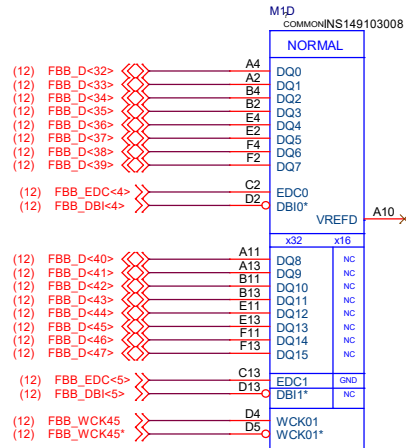 M1D
COMMON INS149103008
NORMAL
(12) FBB_D<32> A4 DQ0
(12) FBB_D<33> A2 DQ1
(12) FBB_D<34> B4 DQ2
(12) FBB_D<35> B2 DQ3
(12) FBB_D<36> E4 DQ4
(12) FBB_D<37> E2 DQ5
(12) FBB_D<38> F4 DQ6
(12) FBB_D<39> F2 DQ7
(12) FBB_EDC<4> C2 EDC0
(12) FBB_DBI<4> D2 DBI0*
VREFD A10
x32 x16
(12) FBB_D<40> A11 DQ8 NC
(12) FBB_D<41> A13 DQ9 NC
(12) FBB_D<42> B11 DQ10 NC
(12) FBB_D<43> B13 DQ11 NC
(12) FBB_D<44> E11 DQ12 NC
(12) FBB_D<45> E13 DQ13 NC
(12) FBB_D<46> F11 DQ14 NC
(12) FBB_D<47> F13 DQ15 NC
(12) FBB_EDC<5> C13 EDC1 GND
(12) FBB_DBI<5> D13 DBI1* NC
(12) FBB_WCK45 D4 WCK01
(12) FBB_WCK45* D5 WCK01*